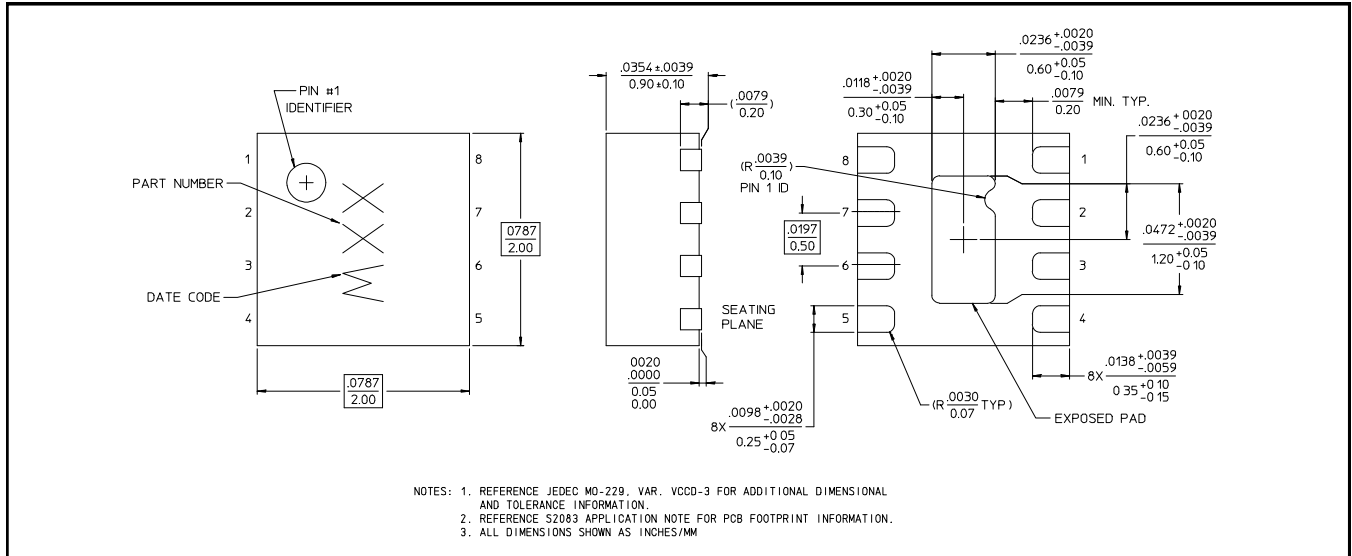 PIN #1
IDENTIFIER
PART NUMBER
DATE CODE
1
2
3
4
8
7
6
5
XX
Z
.0787
2.00
.0787
2.00
.0354 ±.0039
0.90 ±0.10
(.0079
0.20)
SEATING
PLANE
0020
.0000
0.05
0.00
.0236 +.0020
-.0039
0.60 +0.05
-0.10
.0118 +.0020
-.0039
0.30 +0.05
-0.10
.0079
0.20 MIN. TYP.
.0236 +.0020
-.0039
0.60 +0.05
-0.10
(R .0039
0.10)
PIN 1 ID
8
7
6
5
1
2
3
4
.0197
0.50
.0472 +.0020
-.0039
1.20 +0.05
-0 10
8X .0138 +.0039
-.0059
0 35 +0 10
-0 15
(R .0030
0.07 TYP)
EXPOSED PAD
8X .0098 +.0020
-.0028
0.25 +0 05
-0.07
NOTES: 1. REFERENCE JEDEC MO-229, VAR. VCCD-3 FOR ADDITIONAL DIMENSIONAL
AND TOLERANCE INFORMATION.
2. REFERENCE S2083 APPLICATION NOTE FOR PCB FOOTPRINT INFORMATION.
3. ALL DIMENSIONS SHOWN AS INCHES/MM